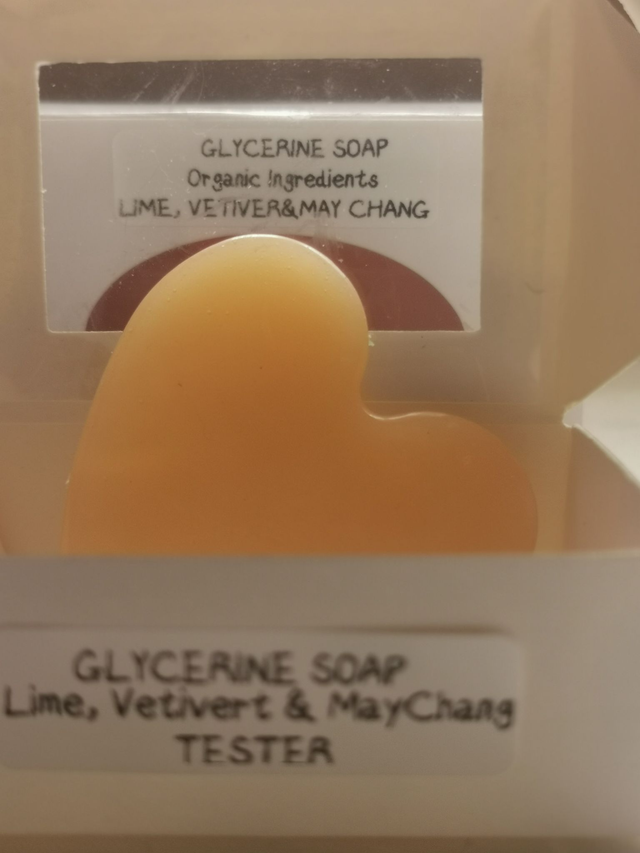 GLYCERINE SOAP
Organic Ingredients
LIME, VETIVER&MAY CHANG
GLYCERINE SOAP
Lime, Vetivert & MayChang
TESTER